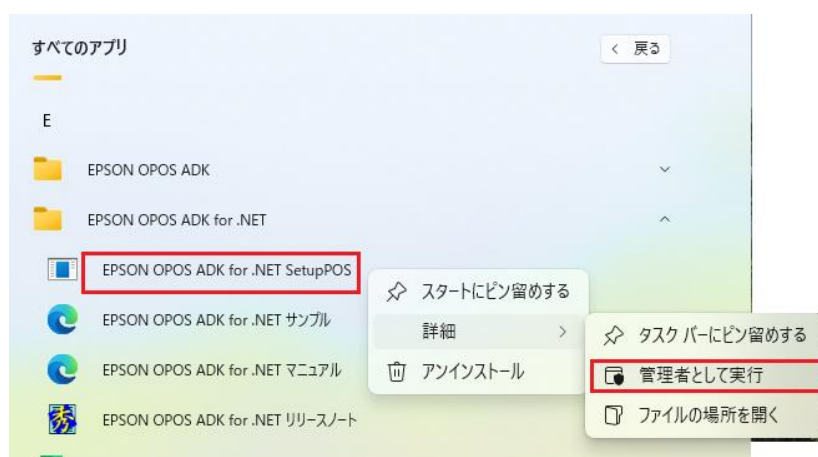 すべてのアプリ
戻る
E
EPSON OPOS ADK
EPSON OPOS ADK for .NET
EPSON OPOS ADK for .NET SetupPOS
EPSON OPOS ADK for .NET サンプル
EPSON OPOS ADK for .NET マニュアル
秀
EPSON OPOS ADK for .NET リリースノート
スタートにピン留めする
詳細
アンインストール
タスク バーにピン留めする
管理者として実行
ファイルの場所を開く